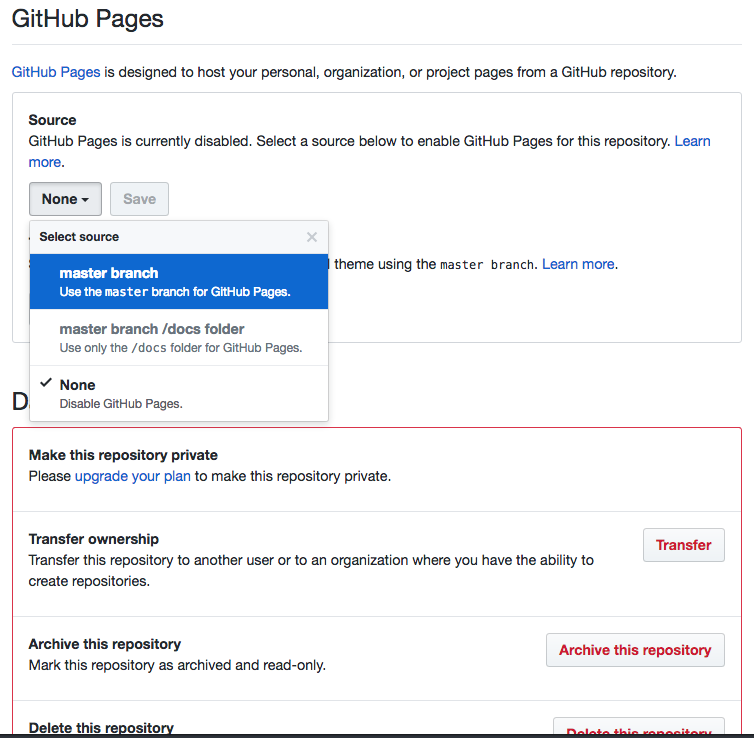 GitHub Pages
GitHub Pages is designed to host your personal, organization, or project pages from a GitHub repository.
Source
GitHub Pages is currently disabled. Select a source below to enable GitHub Pages for this repository. Learn
more.
None
Save
Select source
theme using the master branch. Learn more.
master branch
Use the master branch for GitHub Pages.
master branch /docs folder
Use only the /docs folder for GitHub Pages.
None
Disable GitHub Pages.
D
Make this repository private
Please upgrade your plan to make this repository private.
Transfer ownership
Transfer this repository to another user or to an organization where you have the ability to
create repositories.
Transfer
Archive this repository
Mark this repository as archived and read-only.
Archive this repository
Delete this repository
Delete this repository